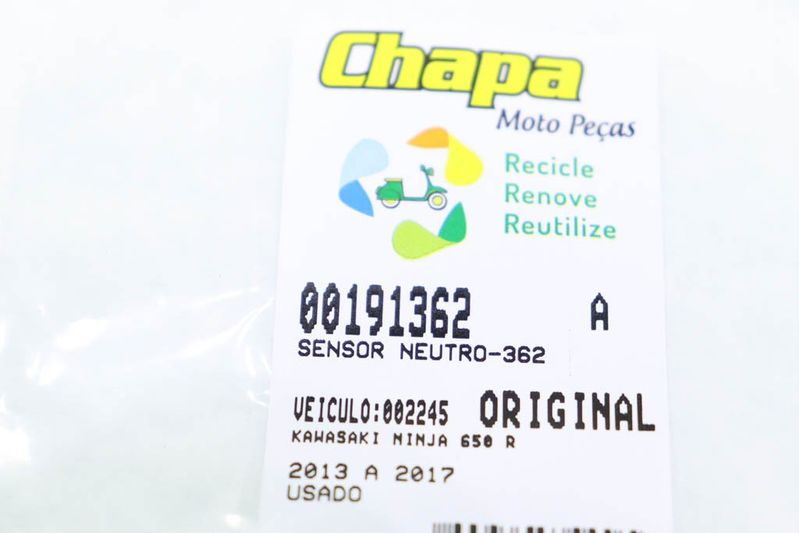 Chapa
Moto Peças
Recicle
Renove
Reutilize
00191362 A
SENSOR NEUTRO-362
VEICULO:002245 ORIGINAL
KAWASAKI NINJA 650 R
2013 A 2017
USADO